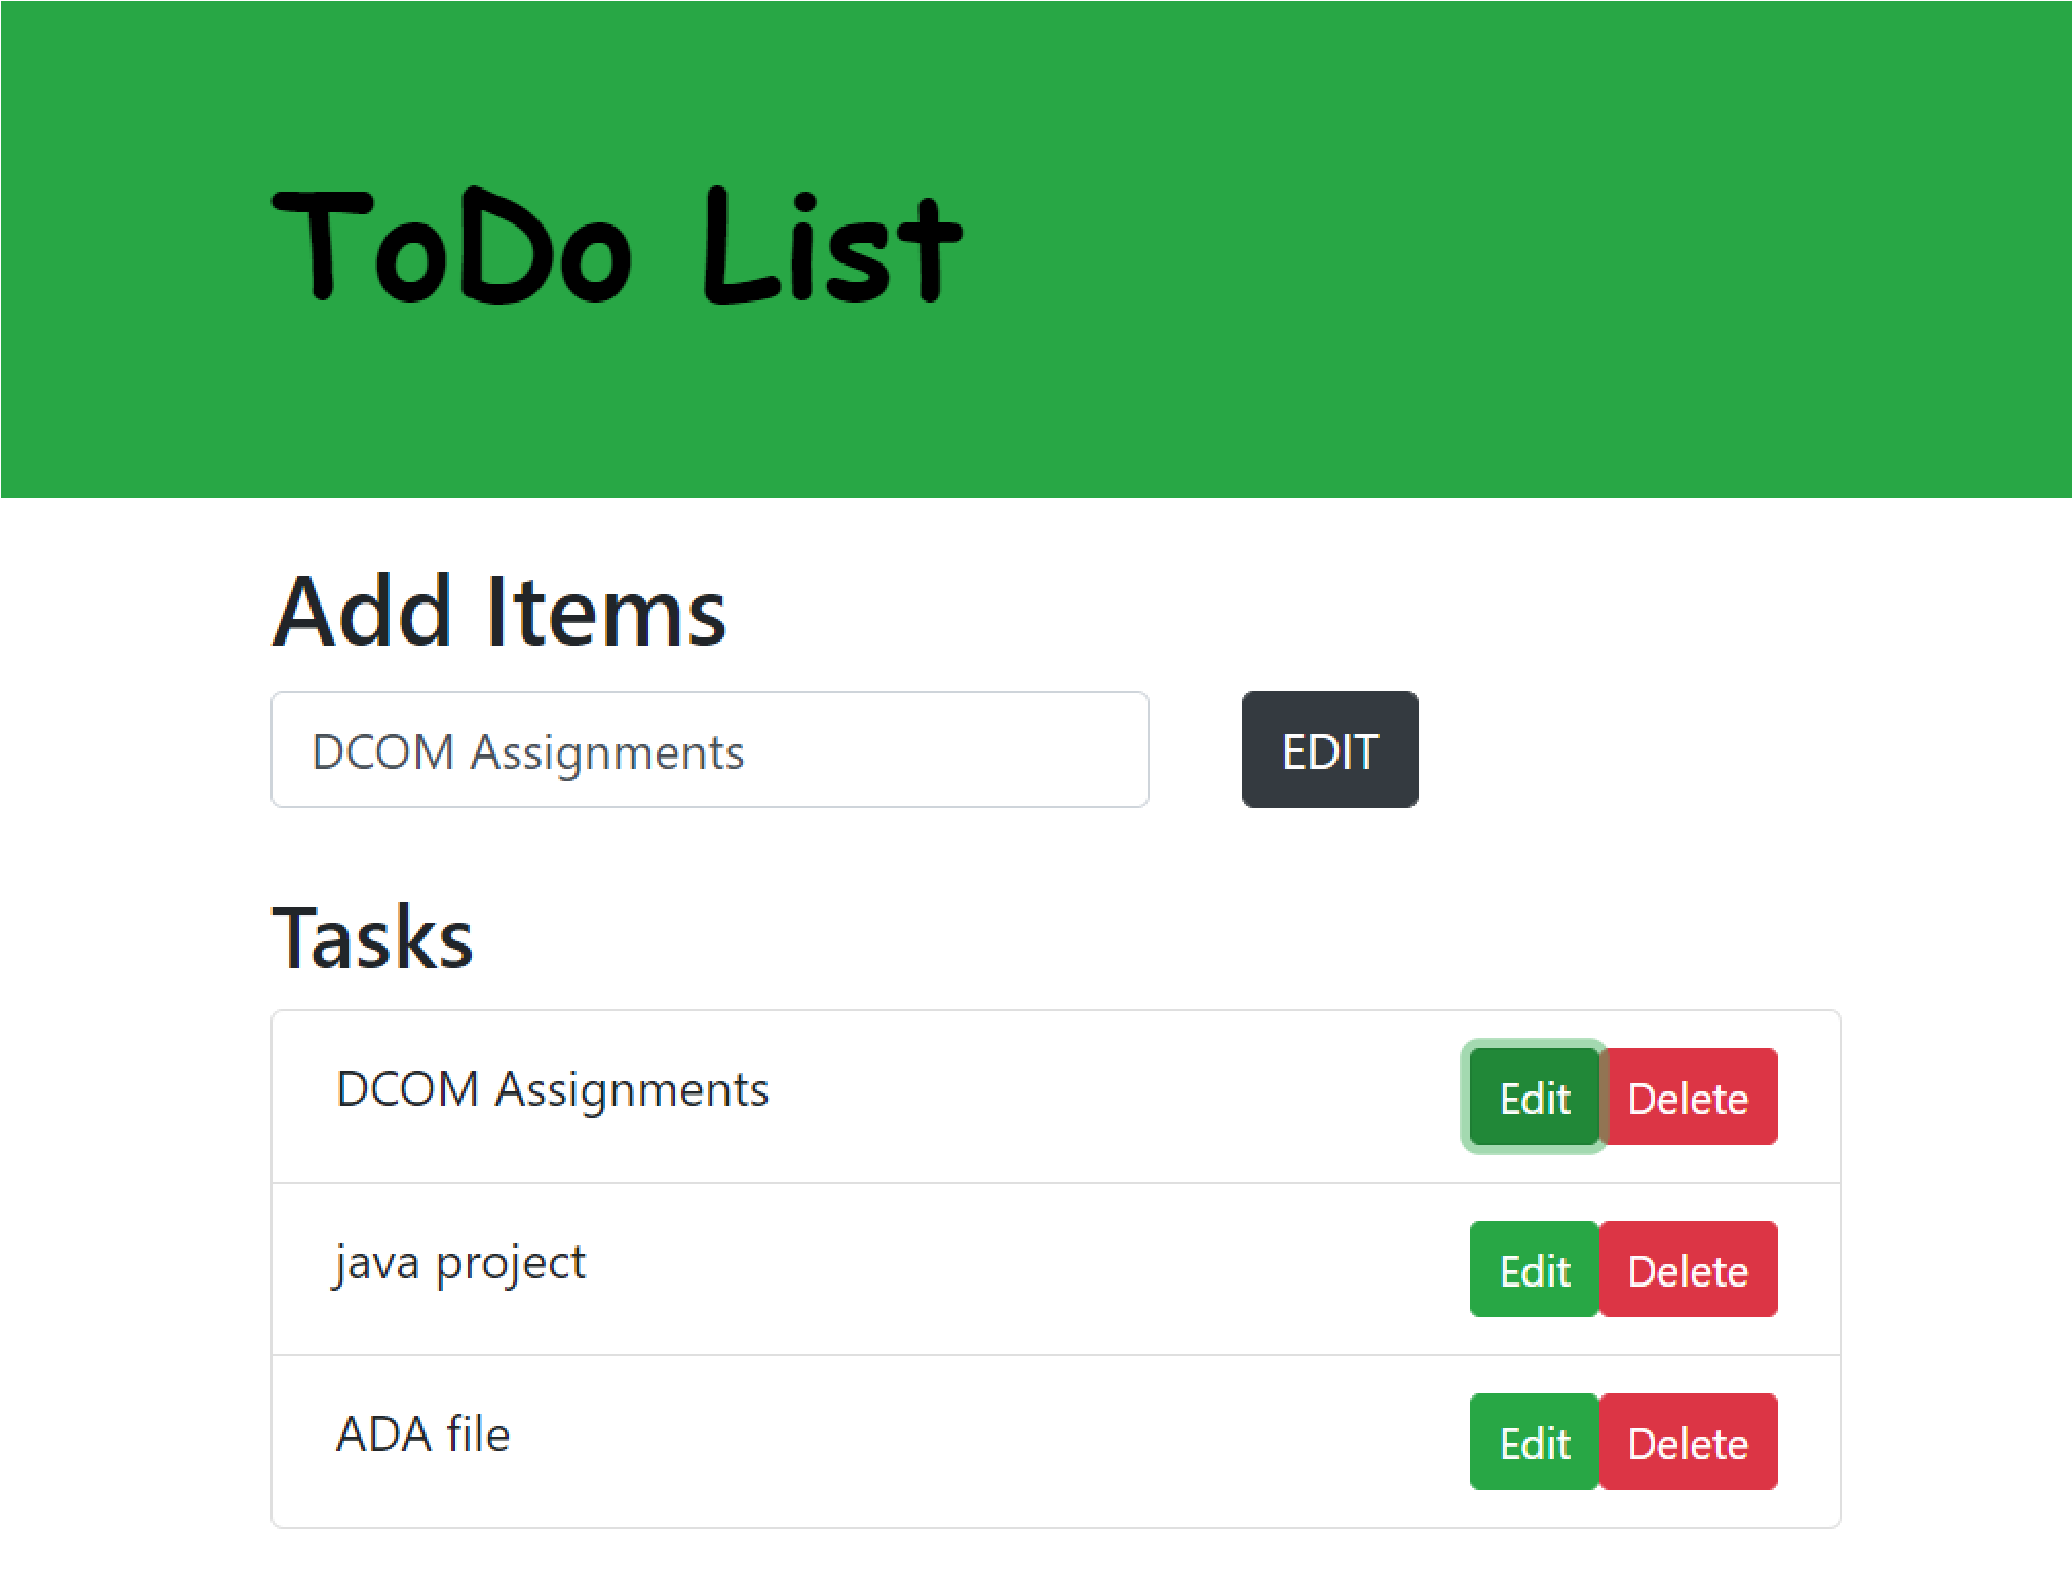 ToDo List
Add Items
DCOM Assignments EDIT
Tasks
DCOM Assignments Edit Delete
java project Edit Delete
ADA file Edit Delete